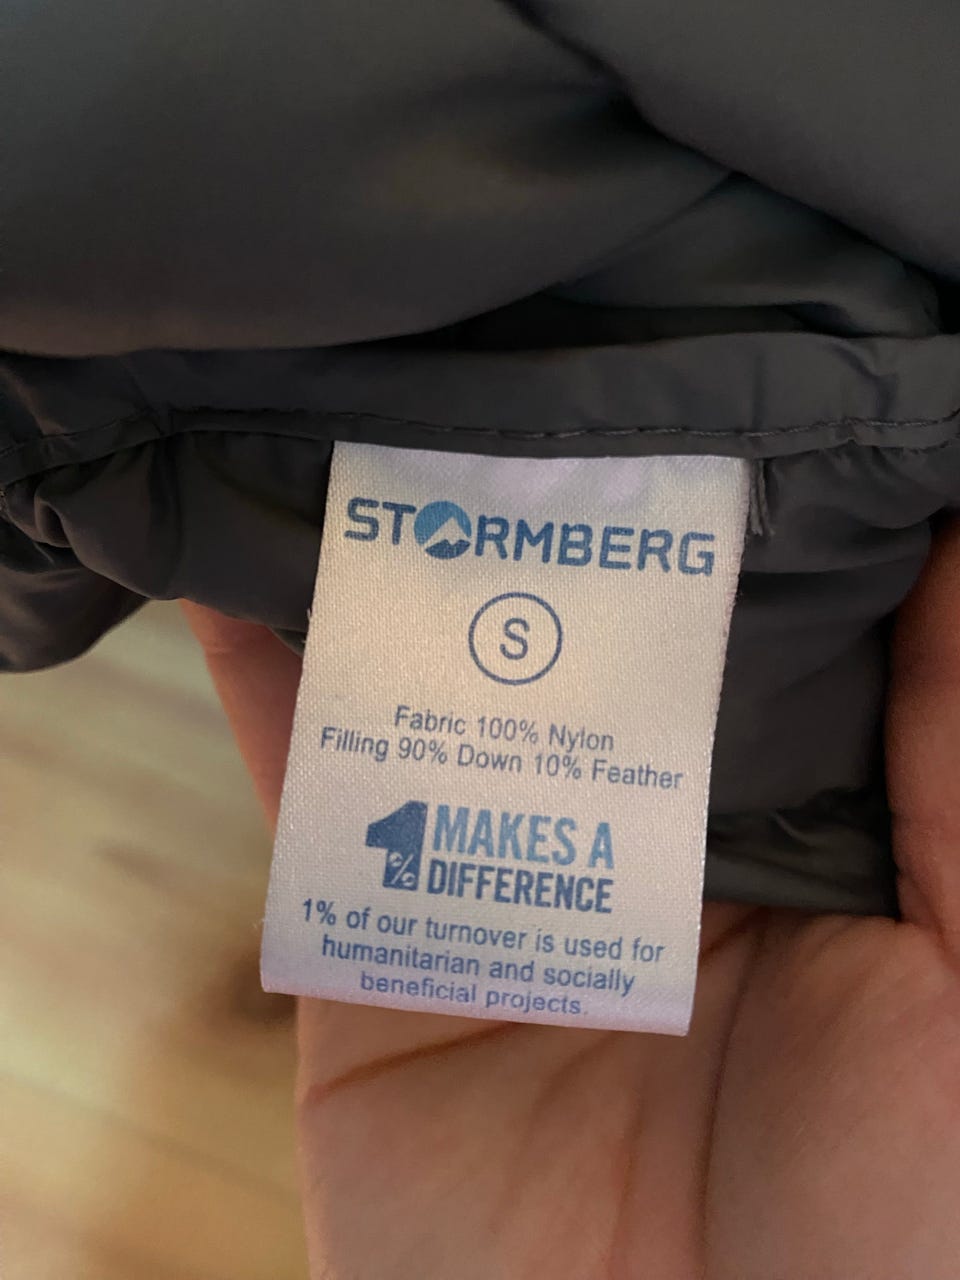 STORMBERG
S
Fabric 100% Nylon
Filling 90% Down 10% Feather
1% MAKES A
DIFFERENCE
1% of our turnover is used for
humanitarian and socially
beneficial projects.